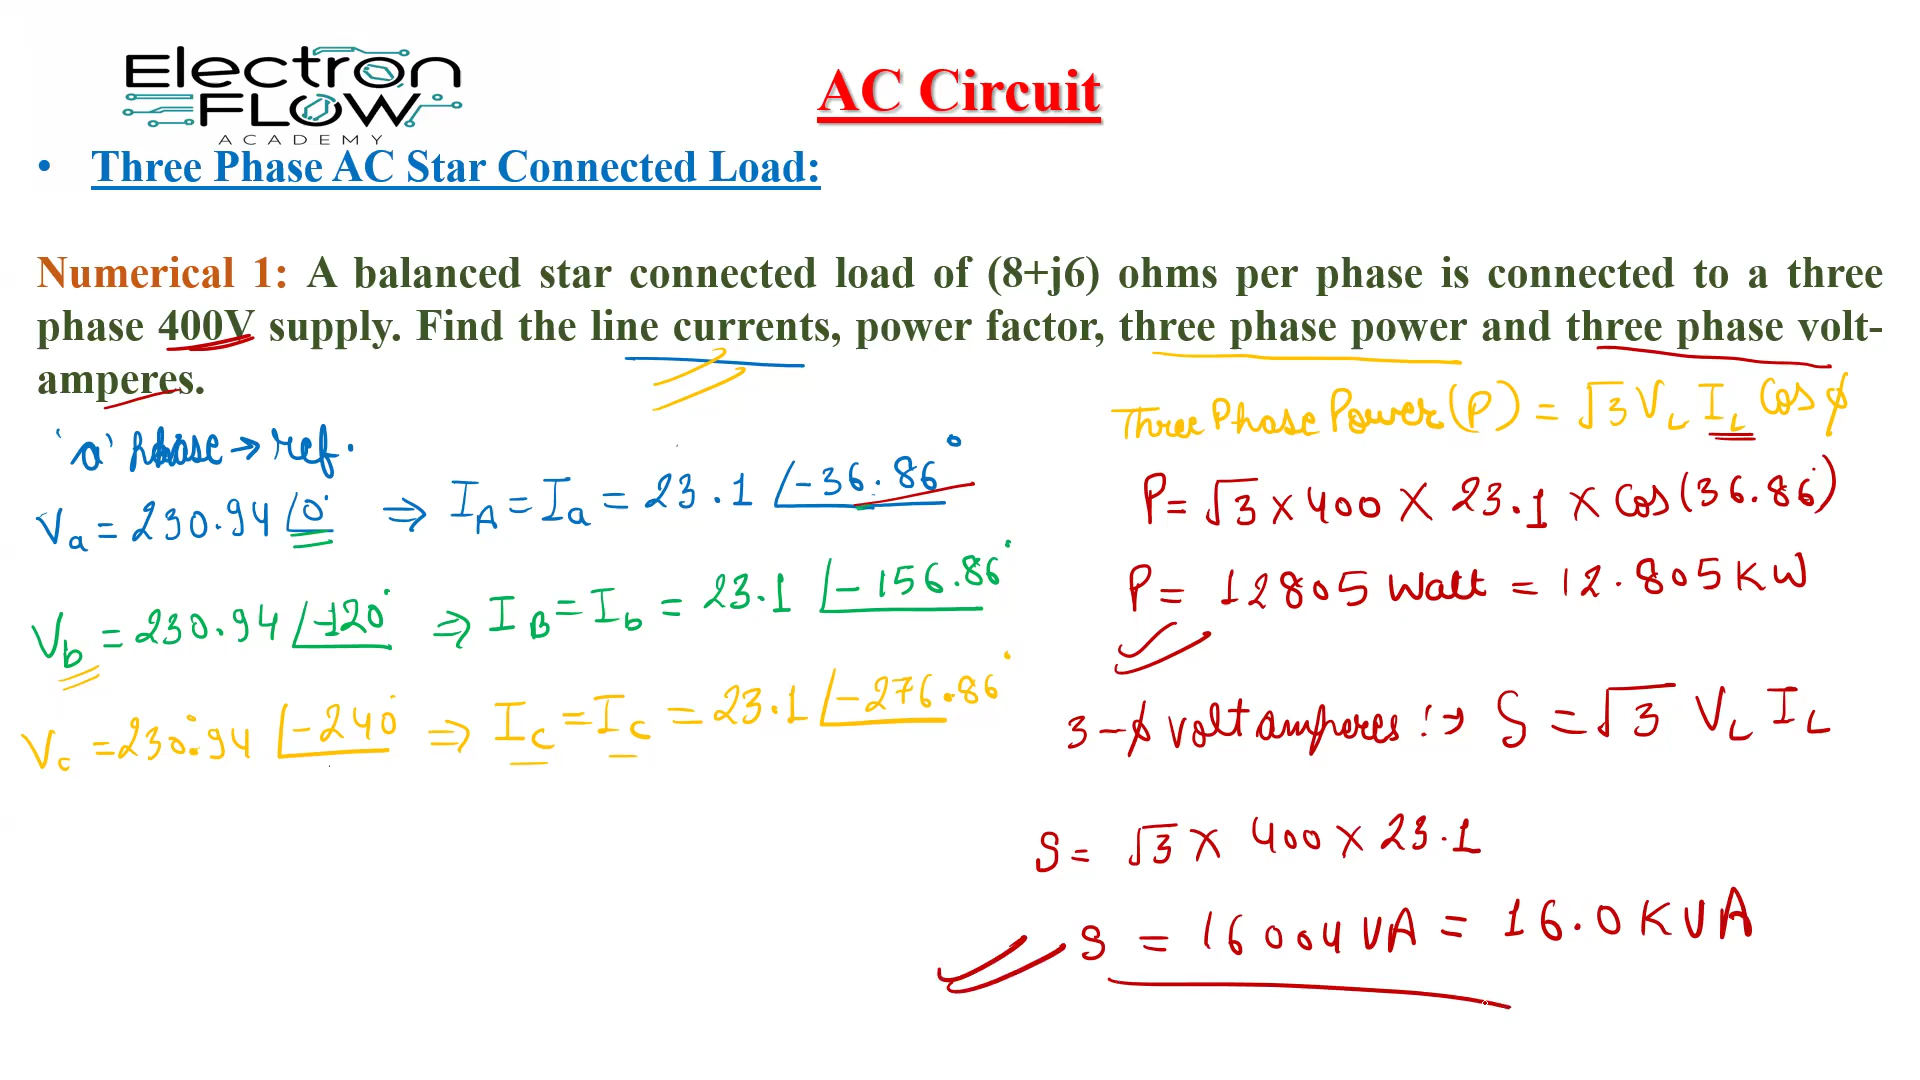 Electron
FLOW
ACADEMY
AC Circuit
• Three Phase AC Star Connected Load:
Numerical 1: A balanced star connected load of (8+j6) ohms per phase is connected to a three
phase 400V supply. Find the line currents, power factor, three phase power and three phase volt-
amperes.
'a' phase → ref.
Va = 230.94 ∠0° ⇒ IA = Ia = 23.1 ∠-36.86°
Vb = 230.94 ∠-120° ⇒ IB = Ib = 23.1 ∠-156.86°
Vc = 230.94 ∠-240° ⇒ Ic = Ic = 23.1 ∠-276.86°
Three Phase Power (P) = √3 VL IL Cos ϕ
P = √3 × 400 × 23.1 × Cos (36.86°)
P = 12805 Watt = 12.805 KW
3-ϕ Volt amperes :→ S = √3 VL IL
S = √3 × 400 × 23.1
S = 16004 VA = 16.0 KVA